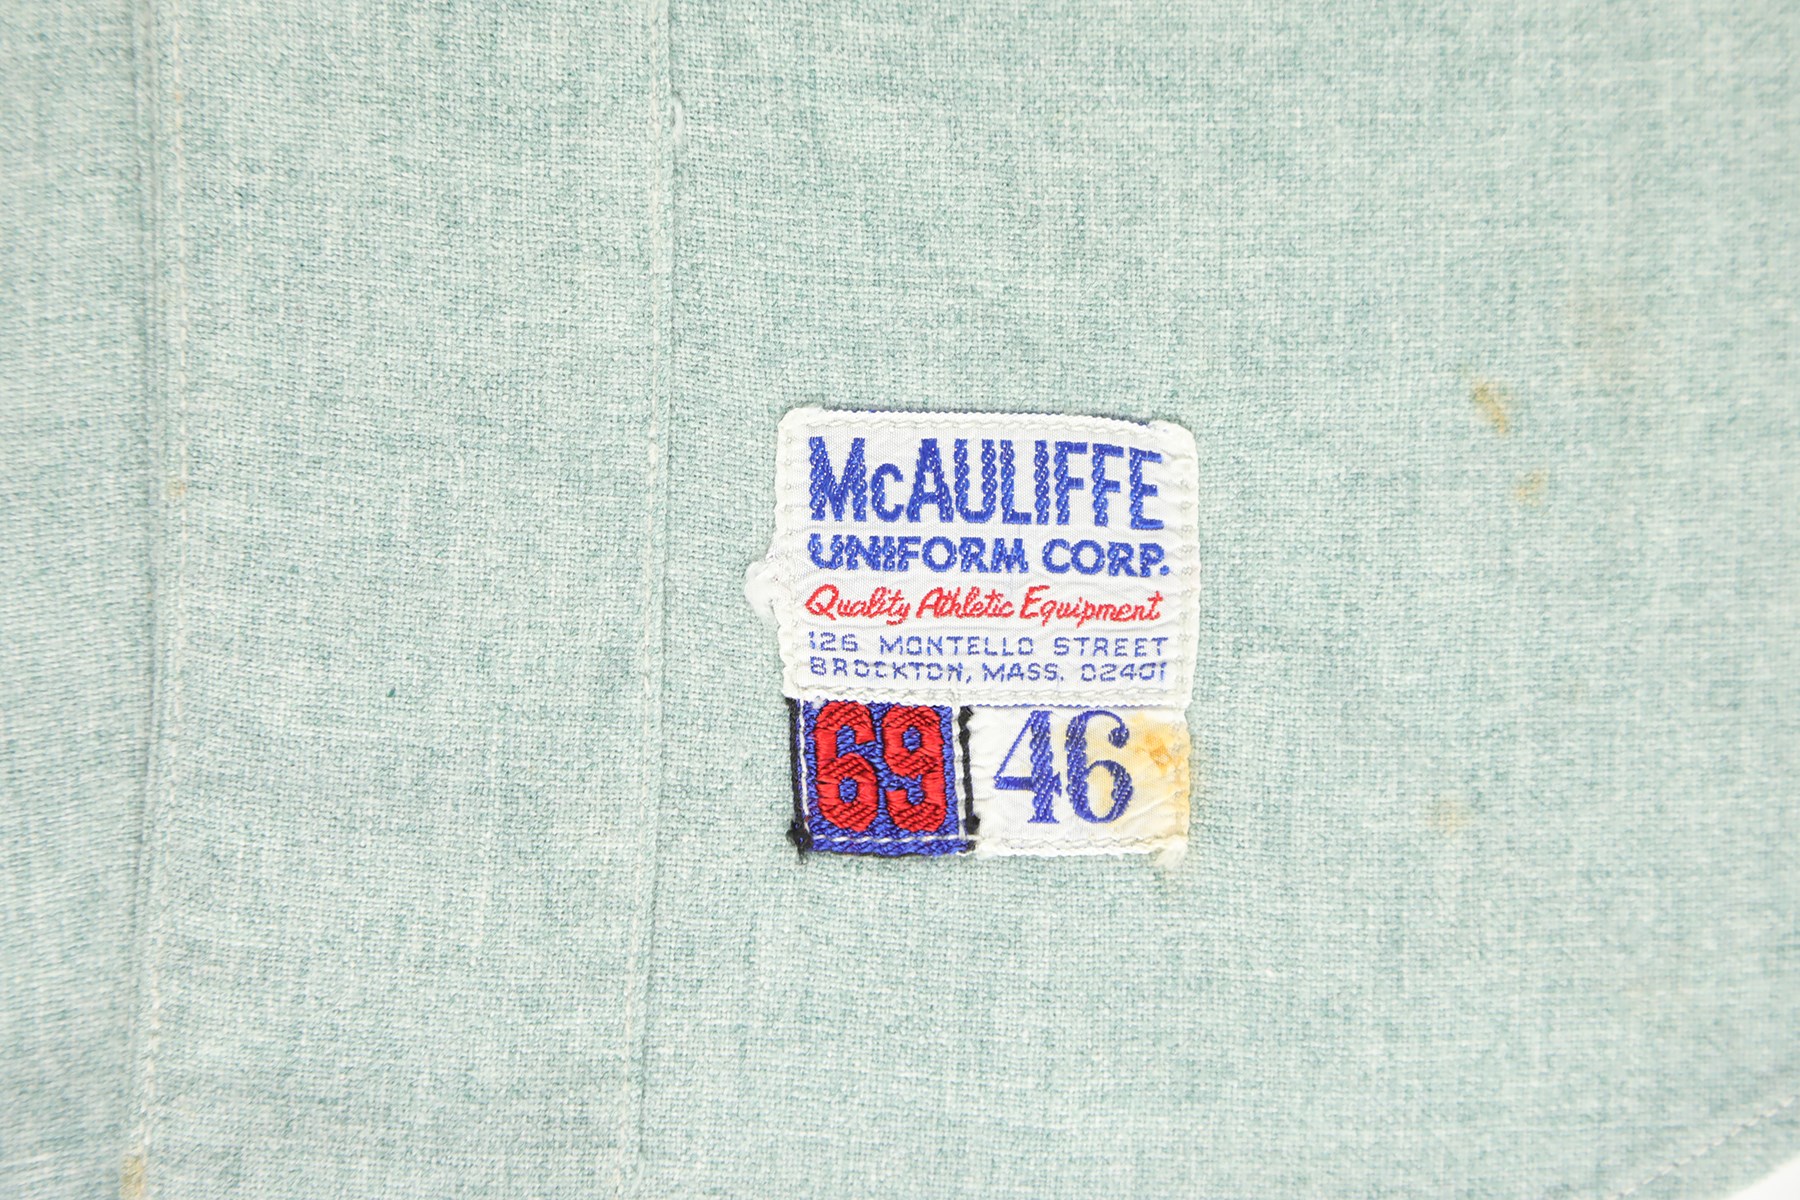 McAULIFFE
UNIFORM CORP.
Quality Athletic Equipment
126 MONTELLO STREET
BROCKTON, MASS. 02401
69 46